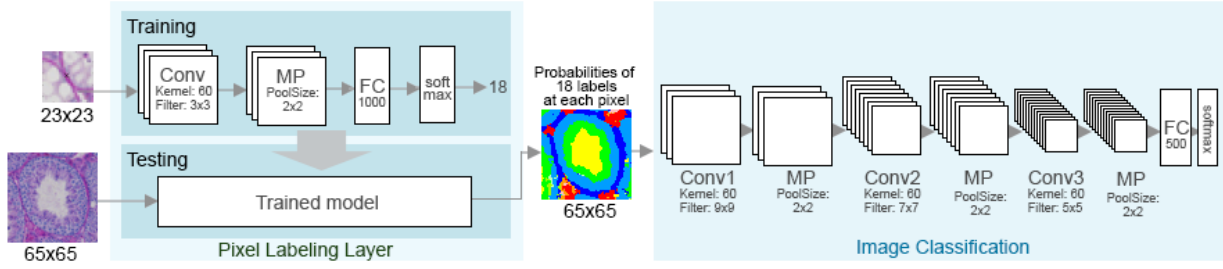 Training
Conv
Kernel: 60
Filter: 3x3
MP
PoolSize:
2x2
FC
1000
soft
max
18
23x23
Testing
Trained model
65x65
Pixel Labeling Layer
Probabilities of
18 labels
at each pixel
65x65
Conv1
Kernel: 60
Filter: 9x9
MP
PoolSize:
2x2
Conv2
Kernel: 60
Filter: 7x7
MP
PoolSize:
2x2
Conv3
Kernel: 60
Filter: 5x5
MP
PoolSize:
2x2
FC
500
softmax
Image Classification